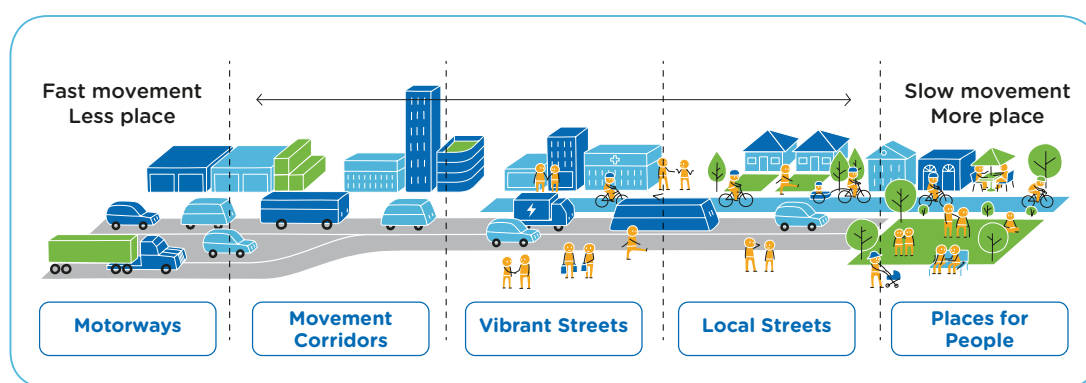 Fast movement
Less place
Slow movement
More place
Motorways
Movement
Corridors
Vibrant Streets
Local Streets
Places for
People